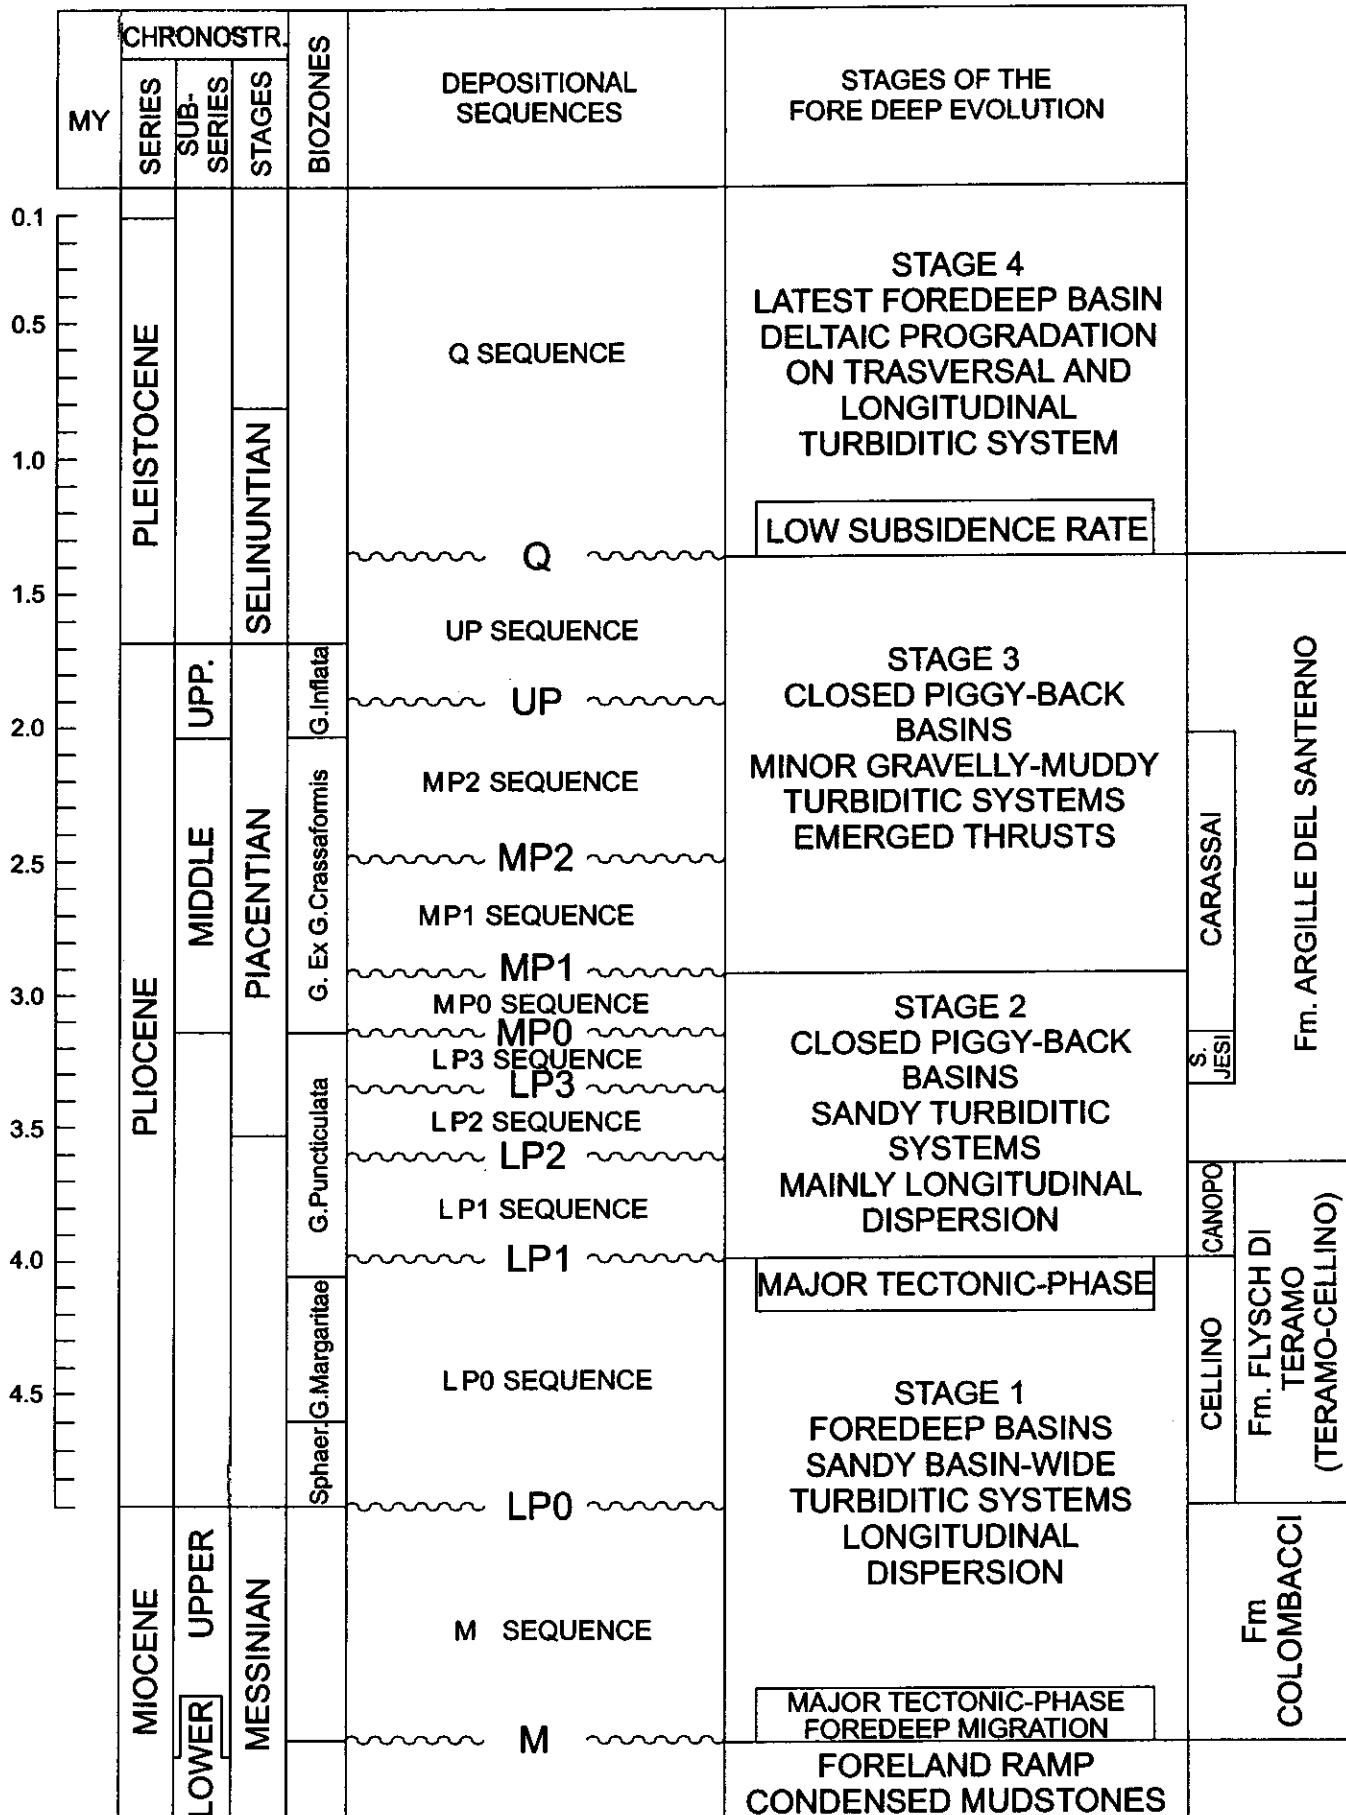 MY
CHRONOSTR.
SERIES
SUB-
SERIES
STAGES
BIOZONES
DEPOSITIONAL
SEQUENCES
STAGES OF THE
FORE DEEP EVOLUTION
0.1
0.5
1.0
1.5
2.0
2.5
3.0
3.5
4.0
4.5
PLEISTOCENE
PLIOCENE
MIOCENE
UPP.
MIDDLE
UPPER
LOWER
SELINUNTIAN
PIACENTIAN
MESSINIAN
G.Inflata
G. Ex G.Crassaformis
G.Puncticulata
G.Margaritae
Sphaer.
Q SEQUENCE
Q
UP SEQUENCE
UP
MP2 SEQUENCE
MP2
MP1 SEQUENCE
MP1
MP0 SEQUENCE
MP0
LP3 SEQUENCE
LP3
LP2 SEQUENCE
LP2
LP1 SEQUENCE
LP1
LP0 SEQUENCE
LP0
M SEQUENCE
M
STAGE 4
LATEST FOREDEEP BASIN
DELTAIC PROGRADATION
ON TRASVERSAL AND
LONGITUDINAL
TURBIDITIC SYSTEM
LOW SUBSIDENCE RATE
STAGE 3
CLOSED PIGGY-BACK
BASINS
MINOR GRAVELLY-MUDDY
TURBIDITIC SYSTEMS
EMERGED THRUSTS
STAGE 2
CLOSED PIGGY-BACK
BASINS
SANDY TURBIDITIC
SYSTEMS
MAINLY LONGITUDINAL
DISPERSION
MAJOR TECTONIC-PHASE
STAGE 1
FOREDEEP BASINS
SANDY BASIN-WIDE
TURBIDITIC SYSTEMS
LONGITUDINAL
DISPERSION
MAJOR TECTONIC-PHASE
FOREDEEP MIGRATION
FORELAND RAMP
CONDENSED MUDSTONES
CARASSAI
S.
JESI
CANOPO
CELLINO
Fm. ARGILLE DEL SANTERNO
Fm. FLYSCH DI
TERAMO
(TERAMO-CELLINO)
Fm
COLOMBACCI